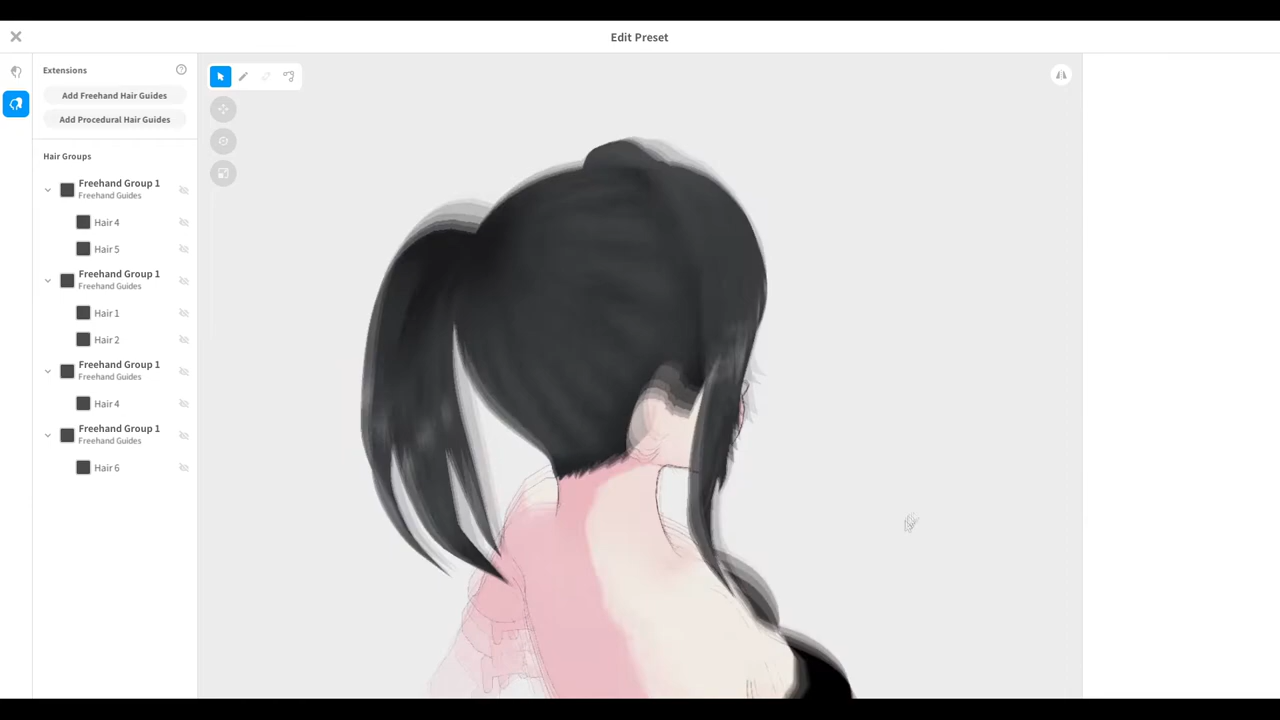 Edit Preset
Extensions
Add Freehand Hair Guides
Add Procedural Hair Guides
Hair Groups
Freehand Group 1
Freehand Guides
Hair 4
Hair 5
Freehand Group 1
Freehand Guides
Hair 1
Hair 2
Freehand Group 1
Freehand Guides
Hair 4
Freehand Group 1
Freehand Guides
Hair 6